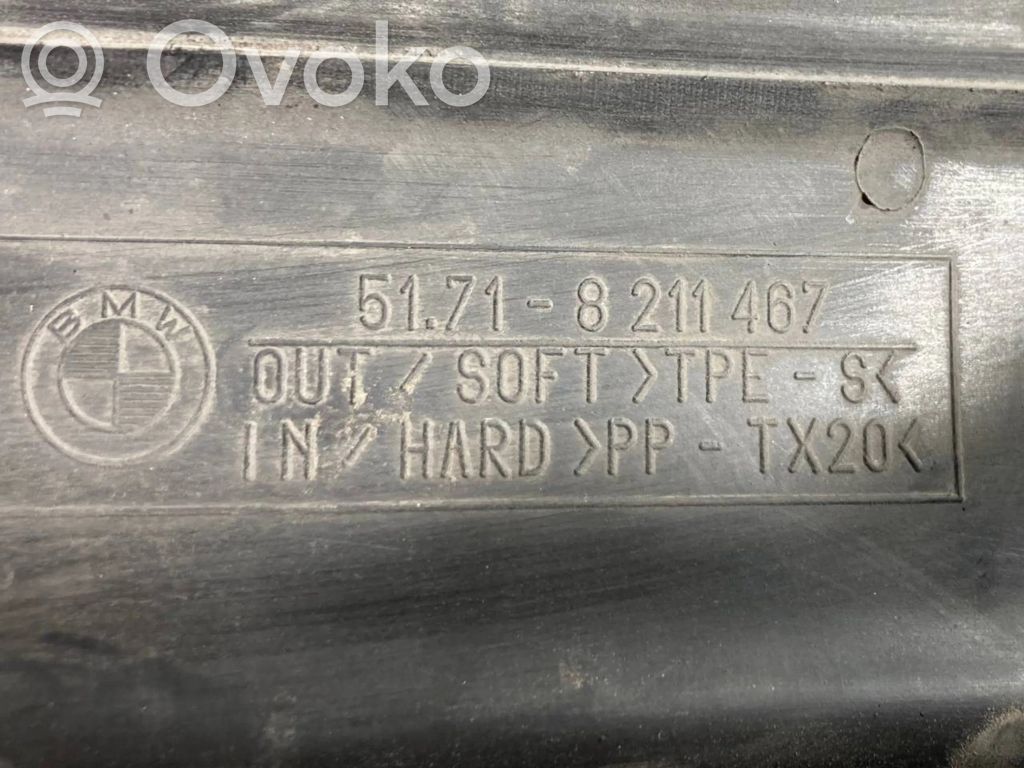 Ovoko
BMW
51.71-8 211 467
OUT / SOFT >TPE - S<
IN / HARD >PP - TX20<